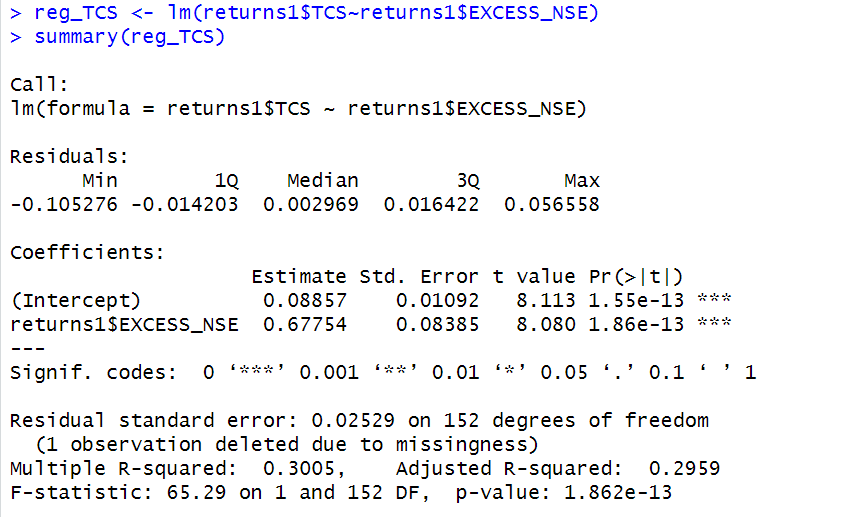 > reg_TCS <- lm(returns1$TCS~returns1$EXCESS_NSE)
> summary(reg_TCS)

Call:
lm(formula = returns1$TCS ~ returns1$EXCESS_NSE)

Residuals:
      Min        1Q    Median        3Q       Max
-0.105276 -0.014203  0.002969  0.016422  0.056558

Coefficients:
                    Estimate Std. Error t value Pr(>|t|)
(Intercept)          0.08857    0.01092   8.113 1.55e-13 ***
returns1$EXCESS_NSE  0.67754    0.08385   8.080 1.86e-13 ***
---
Signif. codes:  0 ‘***’ 0.001 ‘**’ 0.01 ‘*’ 0.05 ‘.’ 0.1 ‘ ’ 1

Residual standard error: 0.02529 on 152 degrees of freedom
  (1 observation deleted due to missingness)
Multiple R-squared:  0.3005,    Adjusted R-squared:  0.2959
F-statistic: 65.29 on 1 and 152 DF,  p-value: 1.862e-13